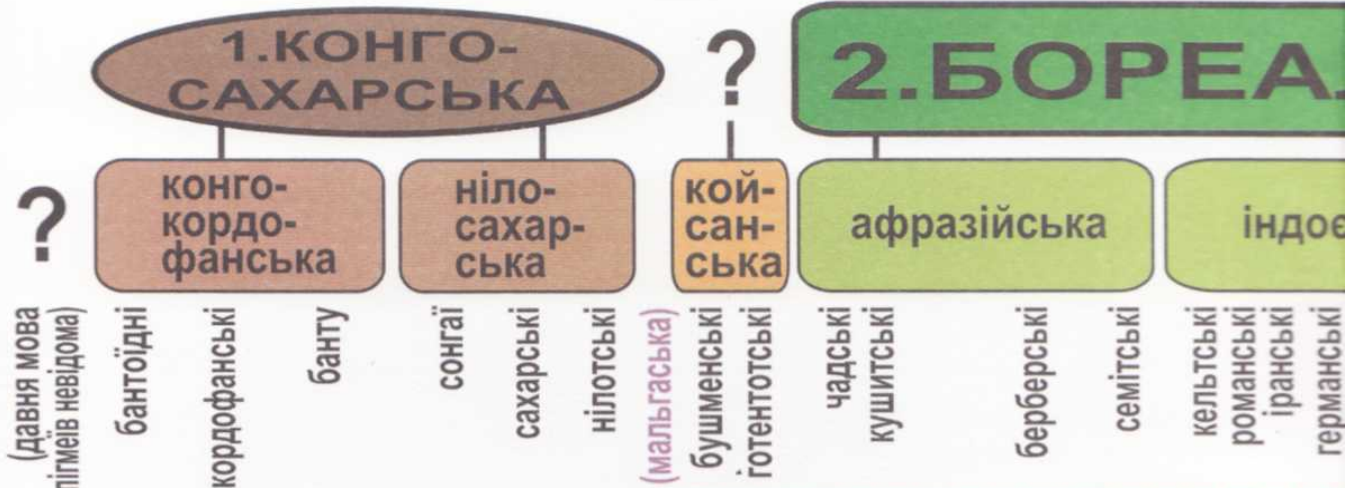 1.КОНГО-
САХАРСЬКА
?
2.БОРЕА
?
конго-
кордо-
фанська
ніло-
сахар-
ська
кой-
сан-
ська
афразійська
індоє
(давня мова
пігмеїв невідома)
бантоїдні
кордофанські
банту
сонгаї
сахарські
нілотські
(мальгаська)
бушменські
готентотські
чадські
кушитські
берберські
семітські
кельтські
романські
іранські
германські